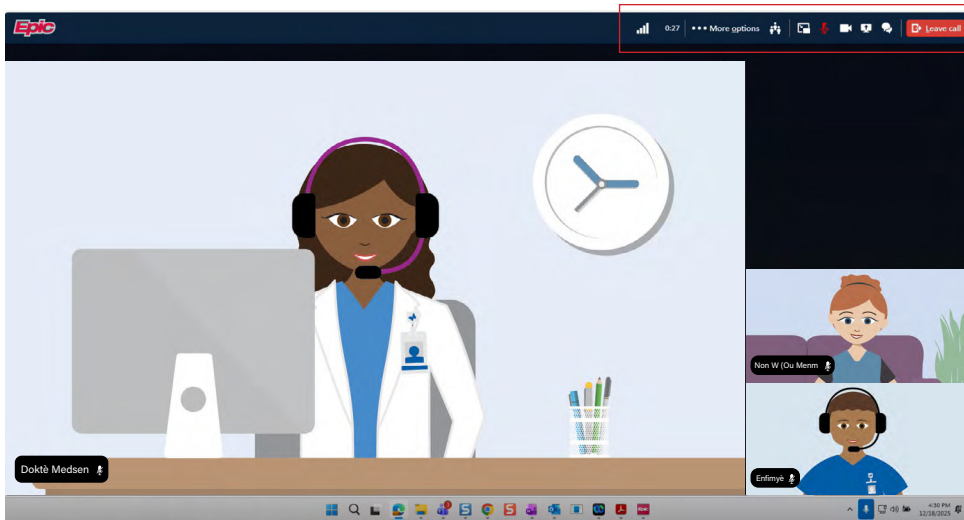 Epic
0:27 ••• More options Leave call
Non W (Ou Menm
Doktè Medsen
Enfimyè
4:30 PM
12/18/2025